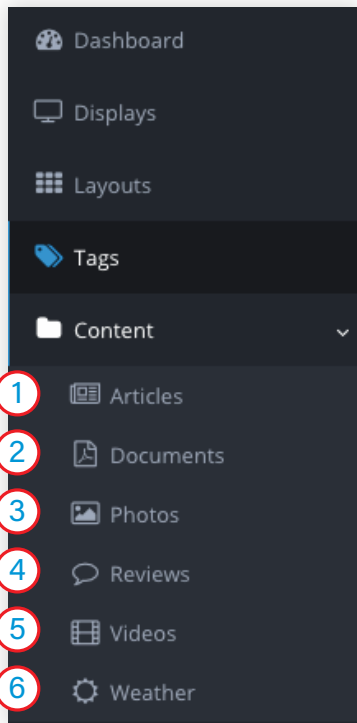 Dashboard
Displays
Layouts
Tags
Content
1 Articles
2 Documents
3 Photos
4 Reviews
5 Videos
6 Weather